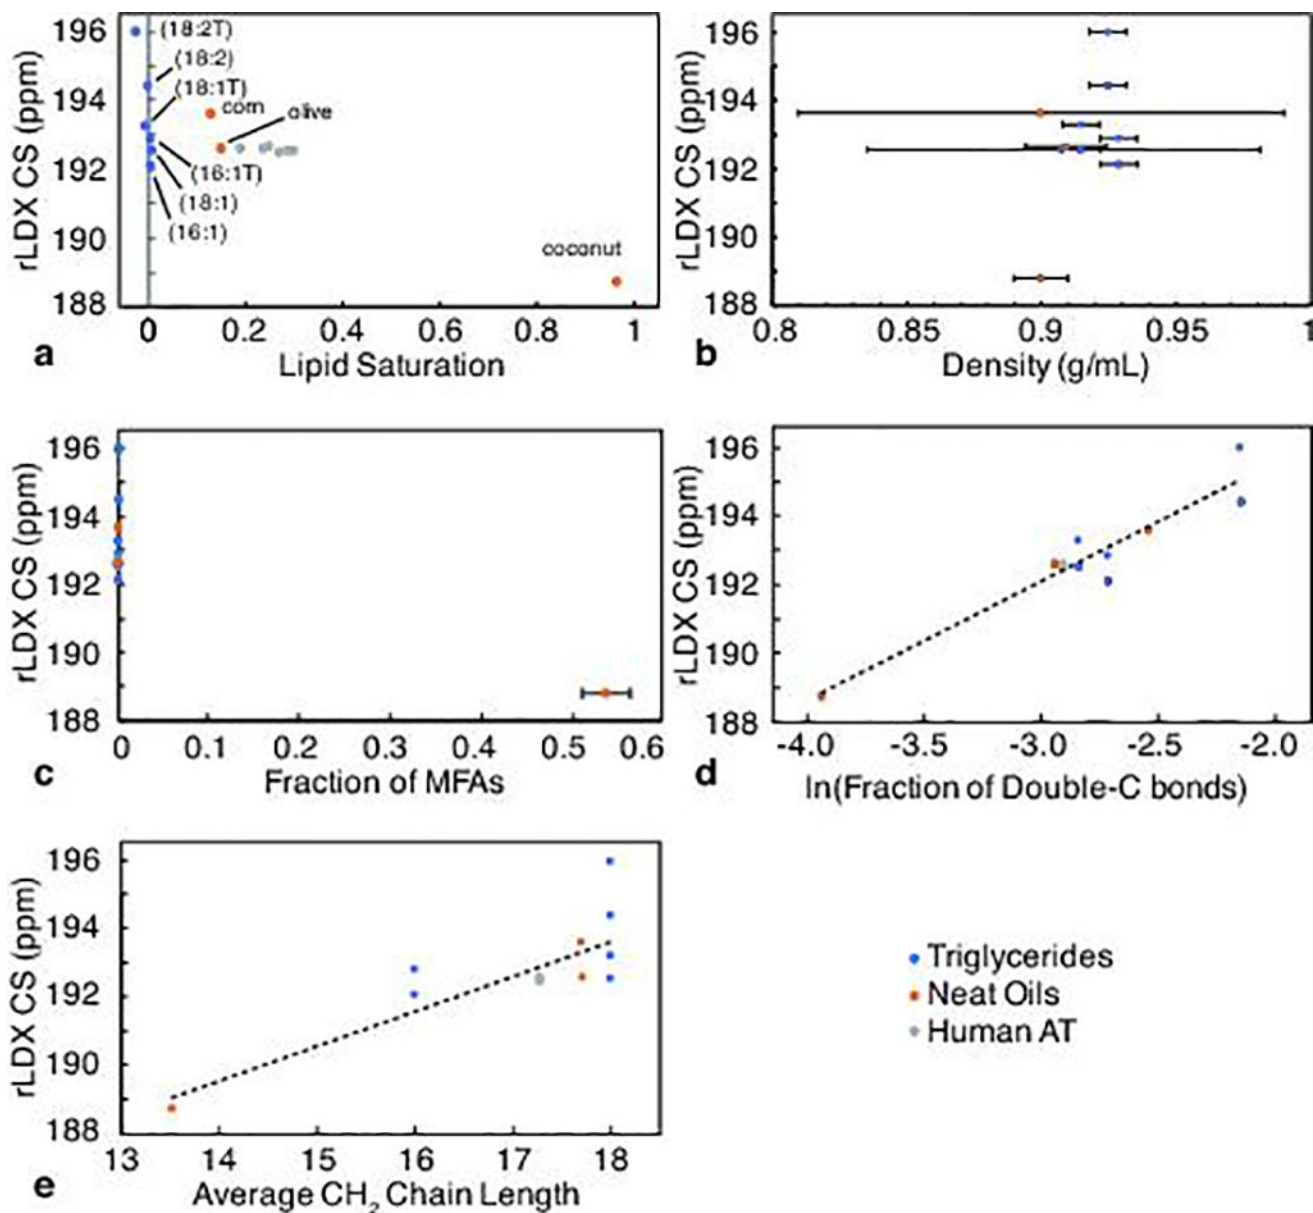 196
194
192
190
188
rLDX CS (ppm)
(18:2T)
(18:2)
(18:1T)
com
alive
(16:1T)
(18:1)
(16:1)
cocanut
0
0.2
0.4
0.6
0.8
1
a
Lipid Saturation
196
194
192
190
188
rLDX CS (ppm)
0.8
0.85
0.9
0.95
1
b
Density (g/mL)
196
194
192
190
188
rLDX CS (ppm)
0
0.1
0.2
0.3
0.4
0.5
0.6
c
Fraction of MFAs
196
194
192
190
188
rLDX CS (ppm)
-4.0
-3.5
-3.0
-2.5
-2.0
d
ln(Fraction of Double-C bonds)
196
194
192
190
188
rLDX CS (ppm)
13
14
15
16
17
18
e
Average CH₂ Chain Length
Triglycerides
Neat Oils
Human AT